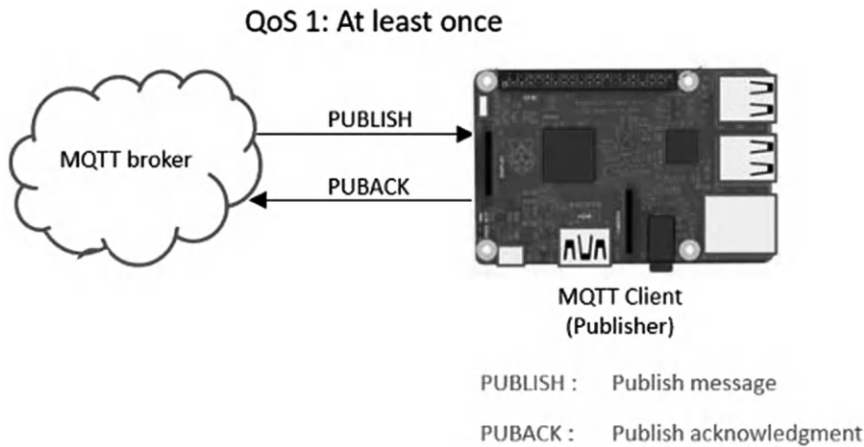 QoS 1: At least once
PUBLISH
MQTT broker
PUBACK
MQTT Client
(Publisher)
PUBLISH : Publish message
PUBACK : Publish acknowledgment